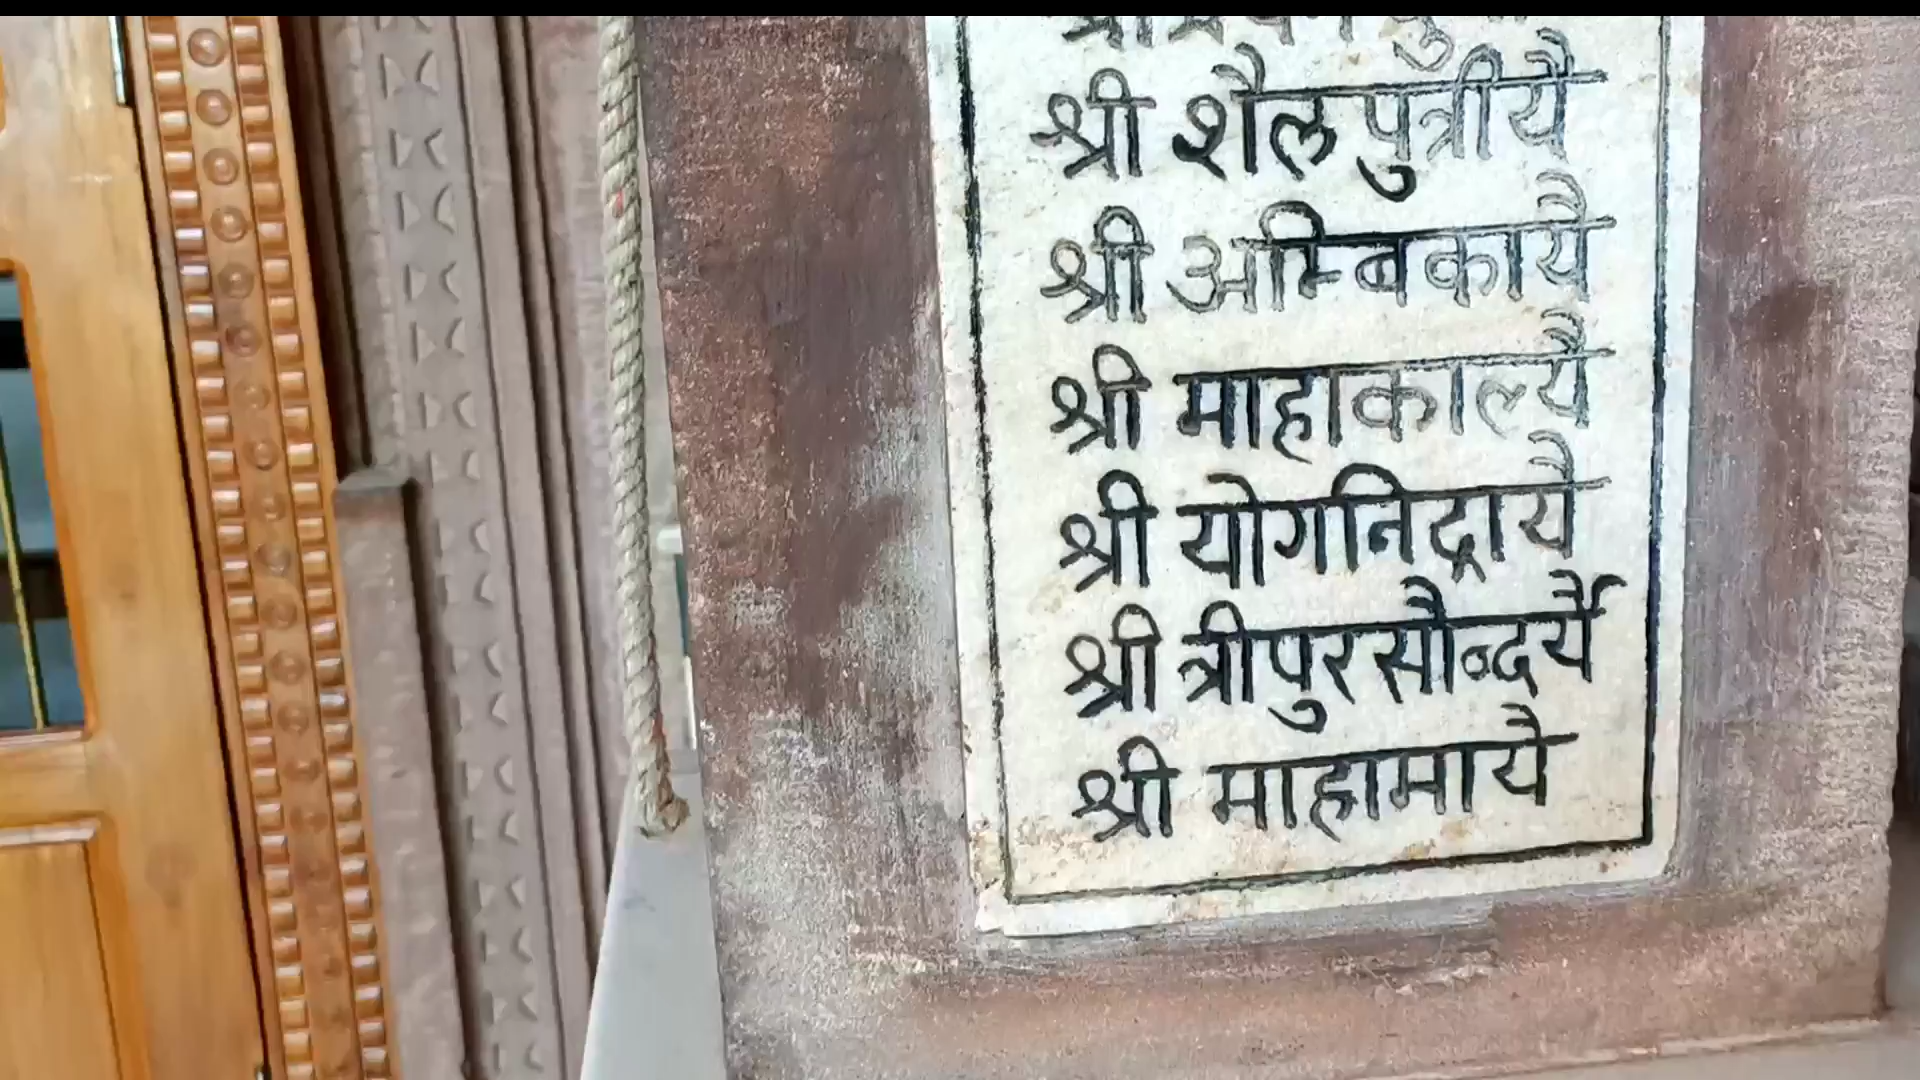 श्री शैलपुत्रीयै
श्री अम्बिकायै
श्री माहाकाल्यै
श्री योगनिद्रायै
श्री त्रीपुरसौन्दर्यै
श्री माहामायै